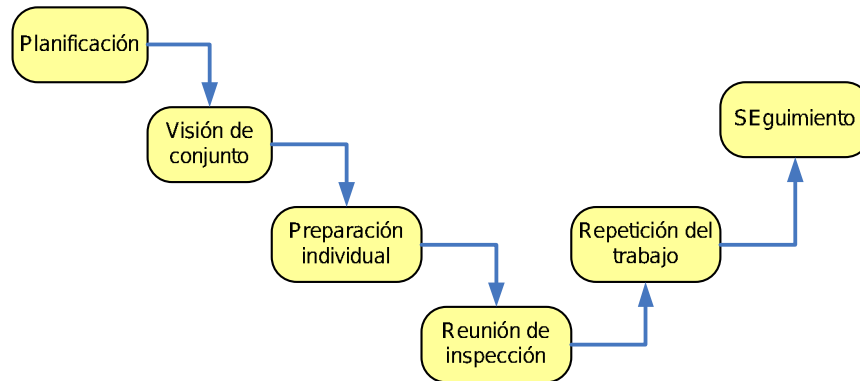 Planificación
Visión de
conjunto
Preparación
individual
Reunión de
inspección
Repetición del
trabajo
SEguimiento